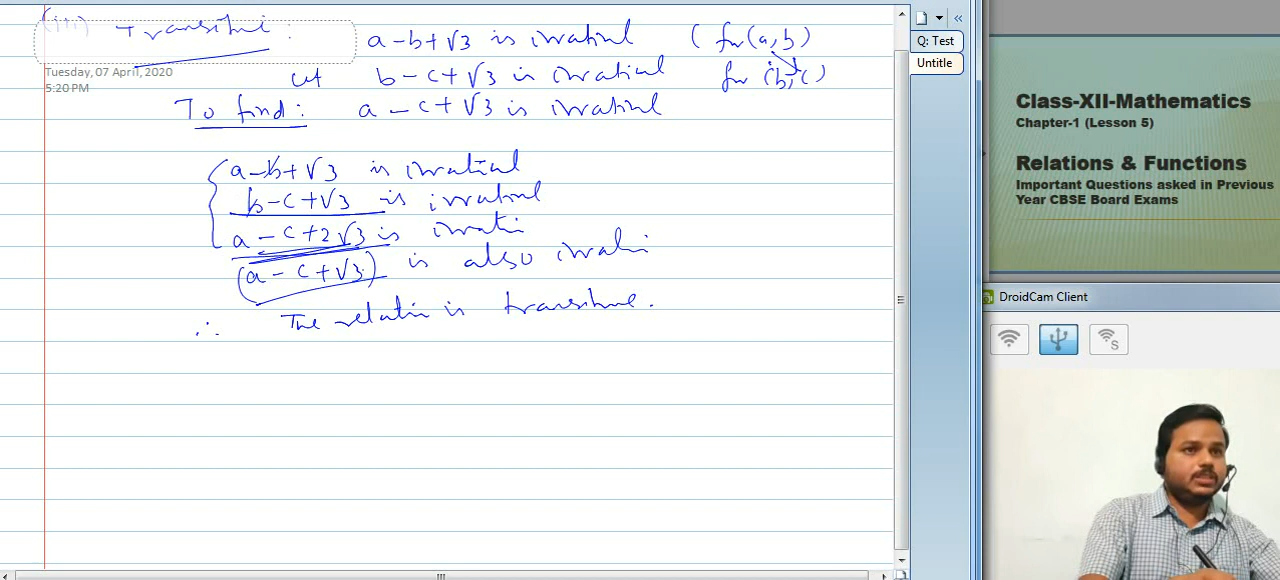 (iii) Transitive :
a-b+√3 is irrational (for (a,b)
Tuesday, 07 April, 2020
5:20 PM
let b-c+√3 is irrational for (b,c)
To find: a-c+√3 is irrational
a-b+√3 is irrational
b-c+√3 is irrational
a-c+2√3 is irrati
(a-c+√3) is also irrati
∴ The relation is transitive.
Q: Test
Untitle
Class-XII-Mathematics
Chapter-1 (Lesson 5)
Relations & Functions
Important Questions asked in Previous
Year CBSE Board Exams
DroidCam Client
S